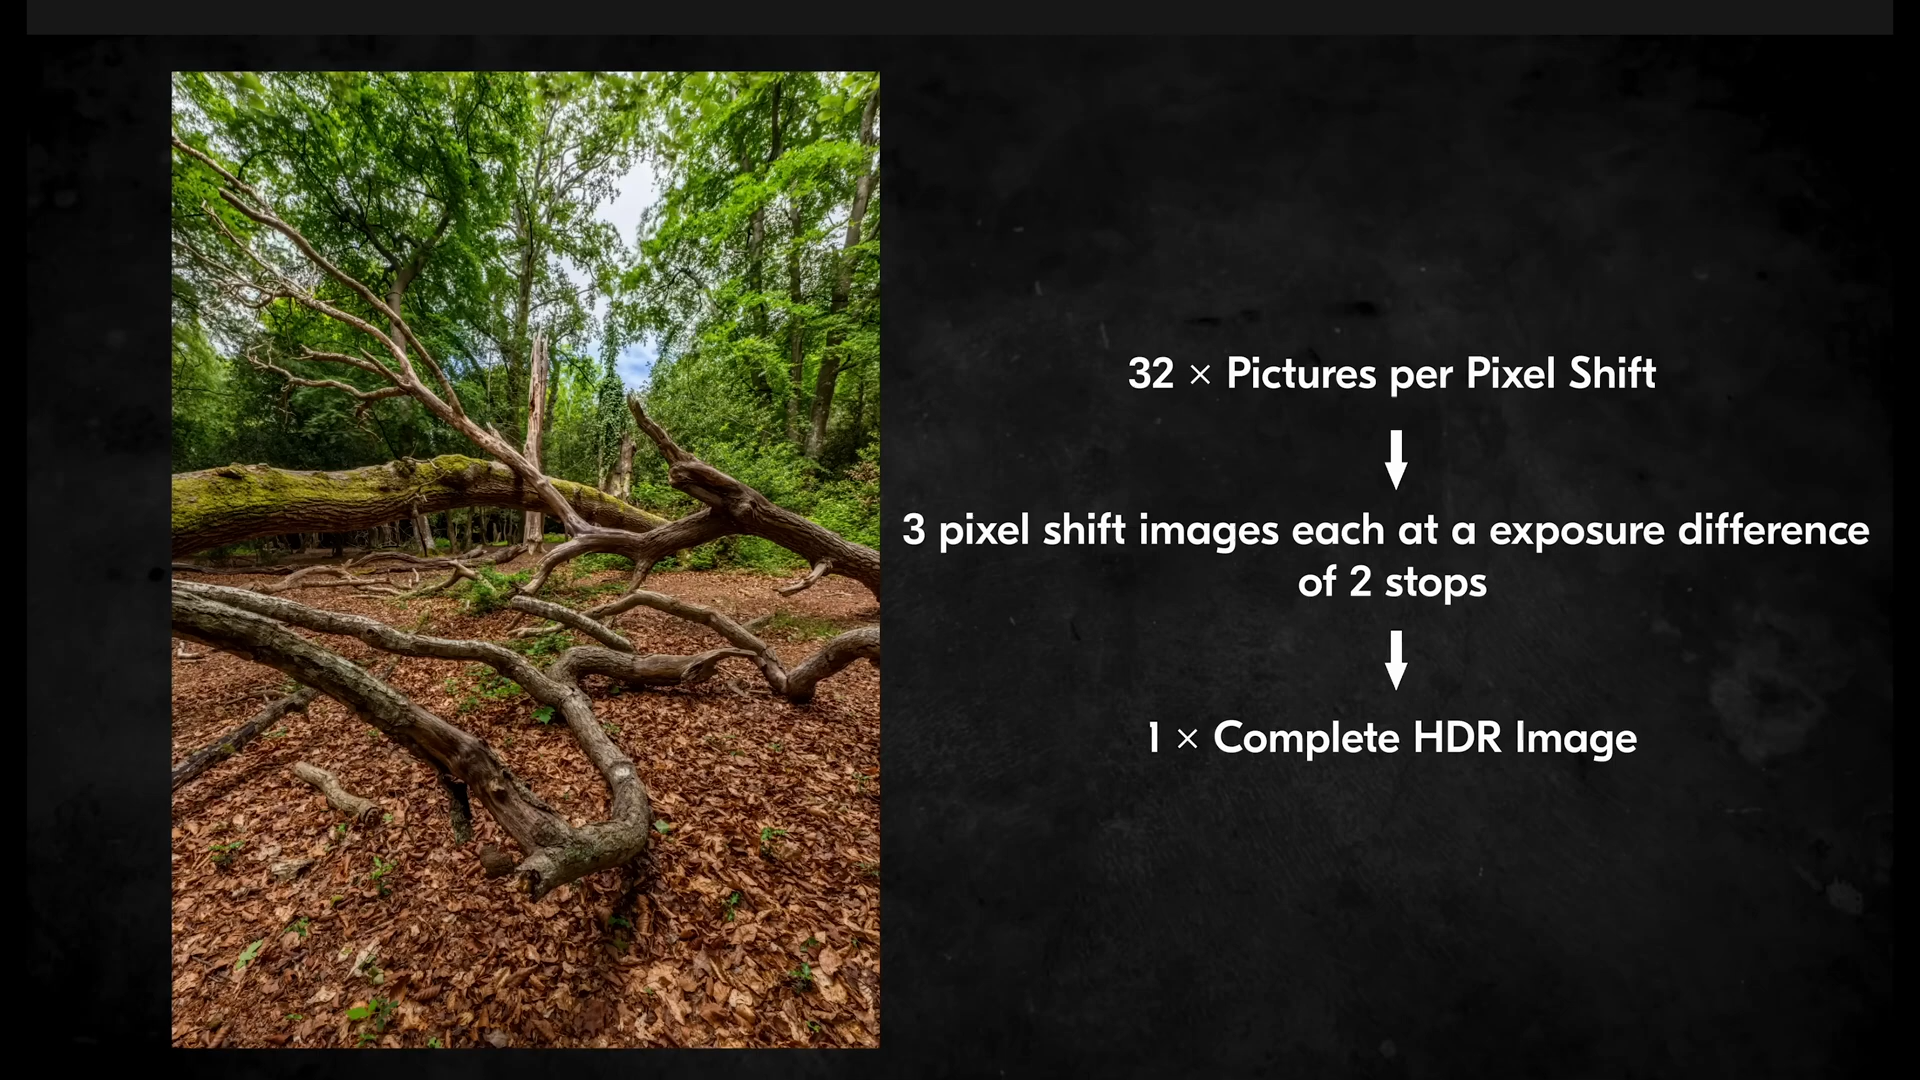 32 × Pictures per Pixel Shift
3 pixel shift images each at a exposure difference
of 2 stops
1 × Complete HDR Image